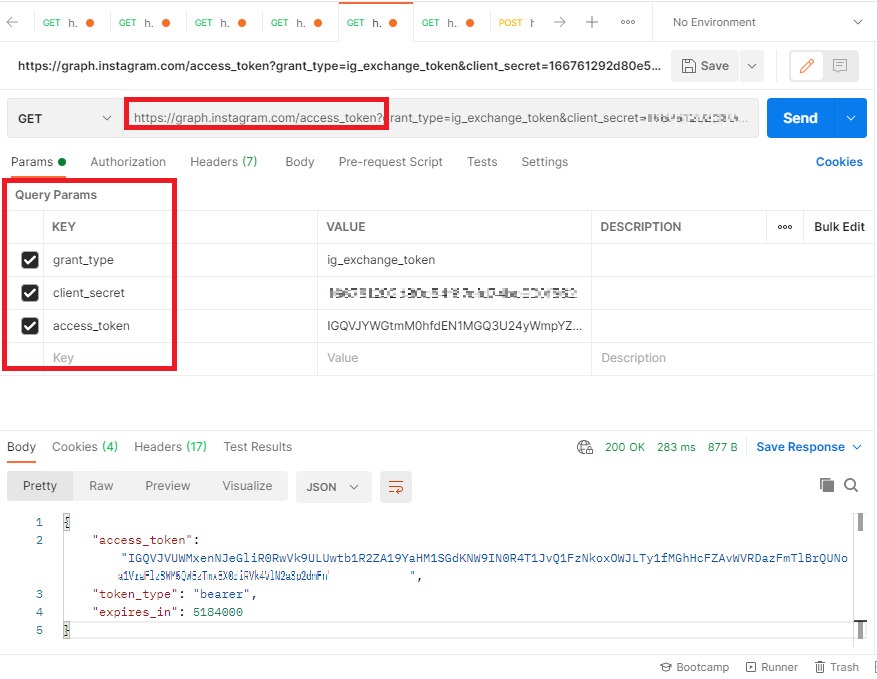 GET h. GET h. GET h. GET h. GET h. GET h. POST h No Environment
https://graph.instagram.com/access_token?grant_type=ig_exchange_token&client_secret=166761292d80e5... Save
GET https://graph.instagram.com/access_token?grant_type=ig_exchange_token&client_secret= Send
Params Authorization Headers (7) Body Pre-request Script Tests Settings Cookies
Query Params
KEY VALUE DESCRIPTION Bulk Edit
grant_type ig_exchange_token
client_secret
access_token IGQVJYWGtmM0hfdEN1MGQ3U24yWmpYZ...
Key Value Description
Body Cookies (4) Headers (17) Test Results 200 OK 283 ms 877 B Save Response
Pretty Raw Preview Visualize JSON
1 {
2 "access_token":
"IGQVJVUWMxenNJeGliR0RwVk9ULUwtb1R2ZA19YaHM1SGdKNW9IN0R4T1JvQ1FzNkoxOWJLTy1fMGhHcFZAvWVRDazFmTlBrQUNo
",
3 "token_type": "bearer",
4 "expires_in": 5184000
5 }
Bootcamp Runner Trash